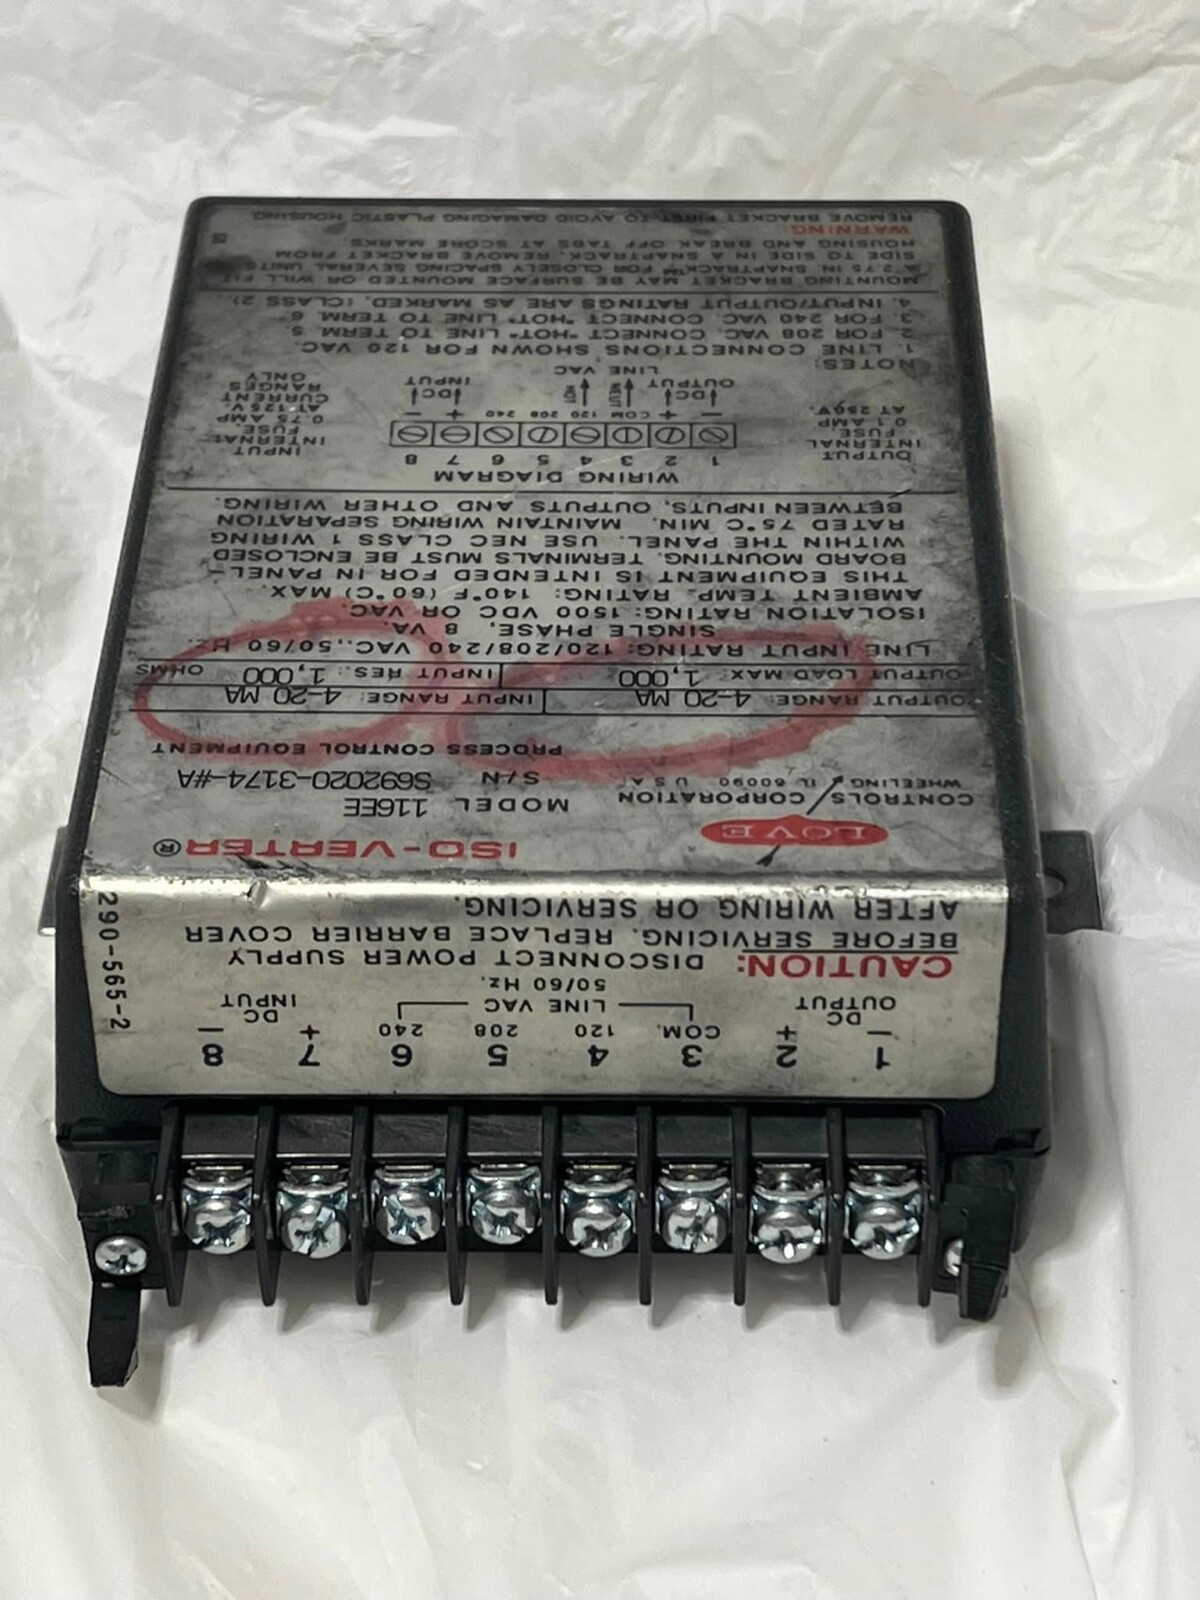 1 2 3 4 5 6 7 8
- + COM. 120 208 240 + -
DC OUTPUT LINE VAC 50/60 Hz. DC INPUT
CAUTION: DISCONNECT POWER SUPPLY
BEFORE SERVICING. REPLACE BARRIER COVER
AFTER WIRING OR SERVICING.
290-565-2
LOVE ISO-VERTER®
CONTROLS CORPORATION
WHEELING, IL 60090 U.S.A.
MODEL 116EE
S/N S692020-3174-#A
PROCESS CONTROL EQUIPMENT
OUTPUT RANGE: 4-20 MA INPUT RANGE: 4-20 MA
OUTPUT LOAD MAX. 1,000 INPUT RES.: 1,000 OHMS
LINE INPUT RATING: 120/208/240 VAC., 50/60 Hz
SINGLE PHASE, 8 VA.
ISOLATION RATING: 1500 VDC OR VAC.
AMBIENT TEMP. RATING: 140°F (60°C) MAX.
THIS EQUIPMENT IS INTENDED FOR IN PANEL-
BOARD MOUNTING. TERMINALS MUST BE ENCLOSED
WITHIN THE PANEL. USE NEC CLASS 1 WIRING
RATED 75°C MIN. MAINTAIN WIRING SEPARATION
BETWEEN INPUTS, OUTPUTS AND OTHER WIRING.
WIRING DIAGRAM
1 2 3 4 5 6 7 8
OUTPUT
INTERNAL
FUSE
0.1 AMP
AT 250V.
- + COM 120 208 240 + -
DC OUTPUT NEUT HOT DC INPUT
LINE VAC
INPUT
INTERNAL
FUSE
0.75 AMP
AT 125V.
CURRENT
RANGES
ONLY
NOTES:
1. LINE CONNECTIONS SHOWN FOR 120 VAC.
2. FOR 208 VAC. CONNECT "HOT" LINE TO TERM. 5.
3. FOR 240 VAC. CONNECT "HOT" LINE TO TERM. 6.
4. INPUT/OUTPUT RATINGS ARE AS MARKED. (CLASS 2)
MOUNTING BRACKET MAY BE SURFACE MOUNTED OR WILL FIT
A 2.75 IN. SNAPTRACK™ FOR CLOSELY SPACING SEVERAL UNITS
SIDE TO SIDE IN A SNAPTRACK, REMOVE BRACKET FROM
HOUSING AND BREAK OFF TABS AT SCORE MARKS.
WARNING:
REMOVE BRACKET FIRST TO AVOID DAMAGING PLASTIC HOUSING.